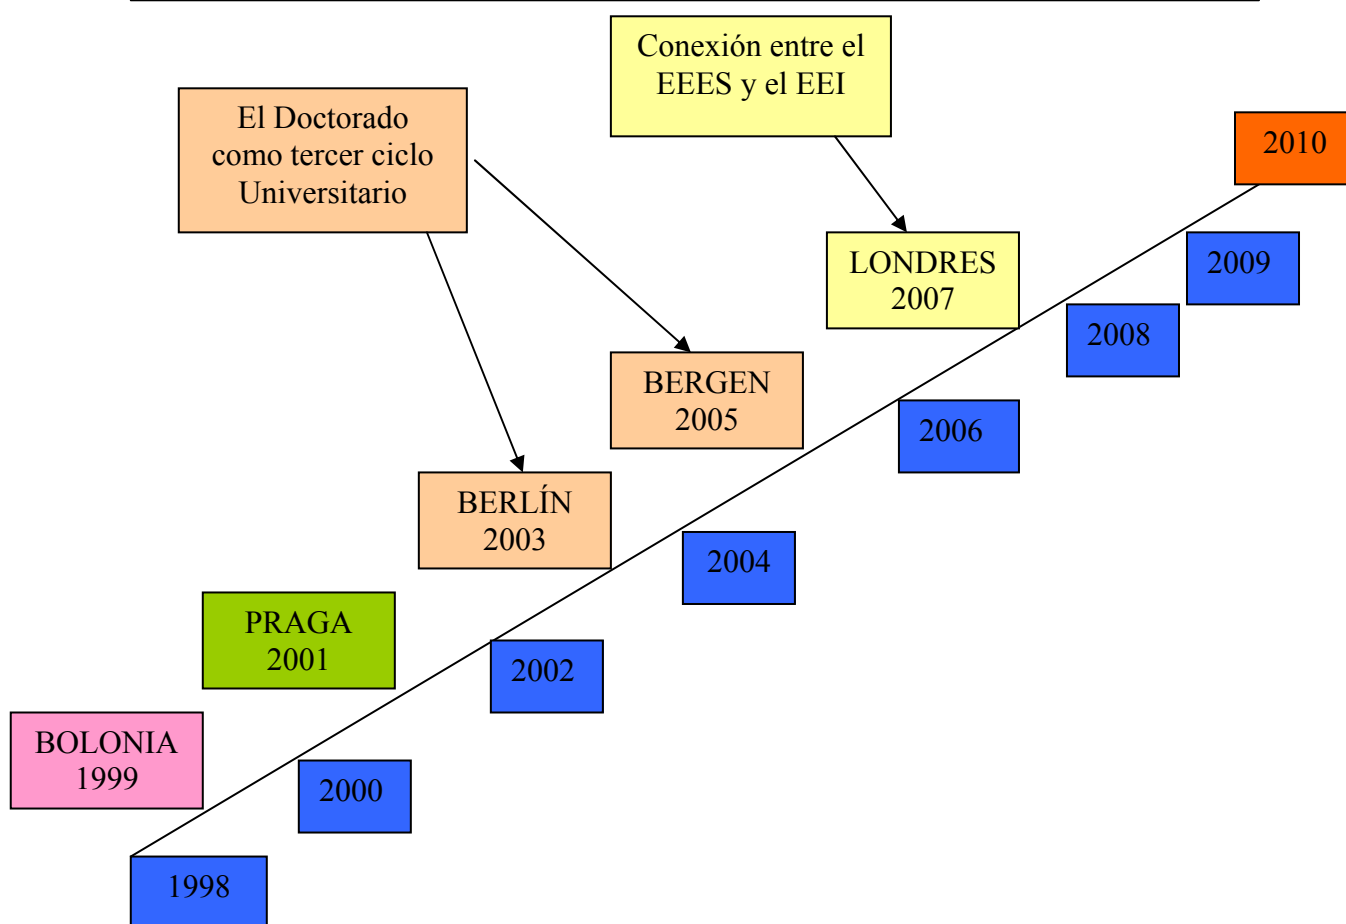 Conexión entre el
EEES y el EEI
El Doctorado
como tercer ciclo
Universitario
2010
LONDRES
2007
2009
2008
BERGEN
2005
2006
BERLÍN
2003
2004
PRAGA
2001
2002
BOLONIA
1999
2000
1998